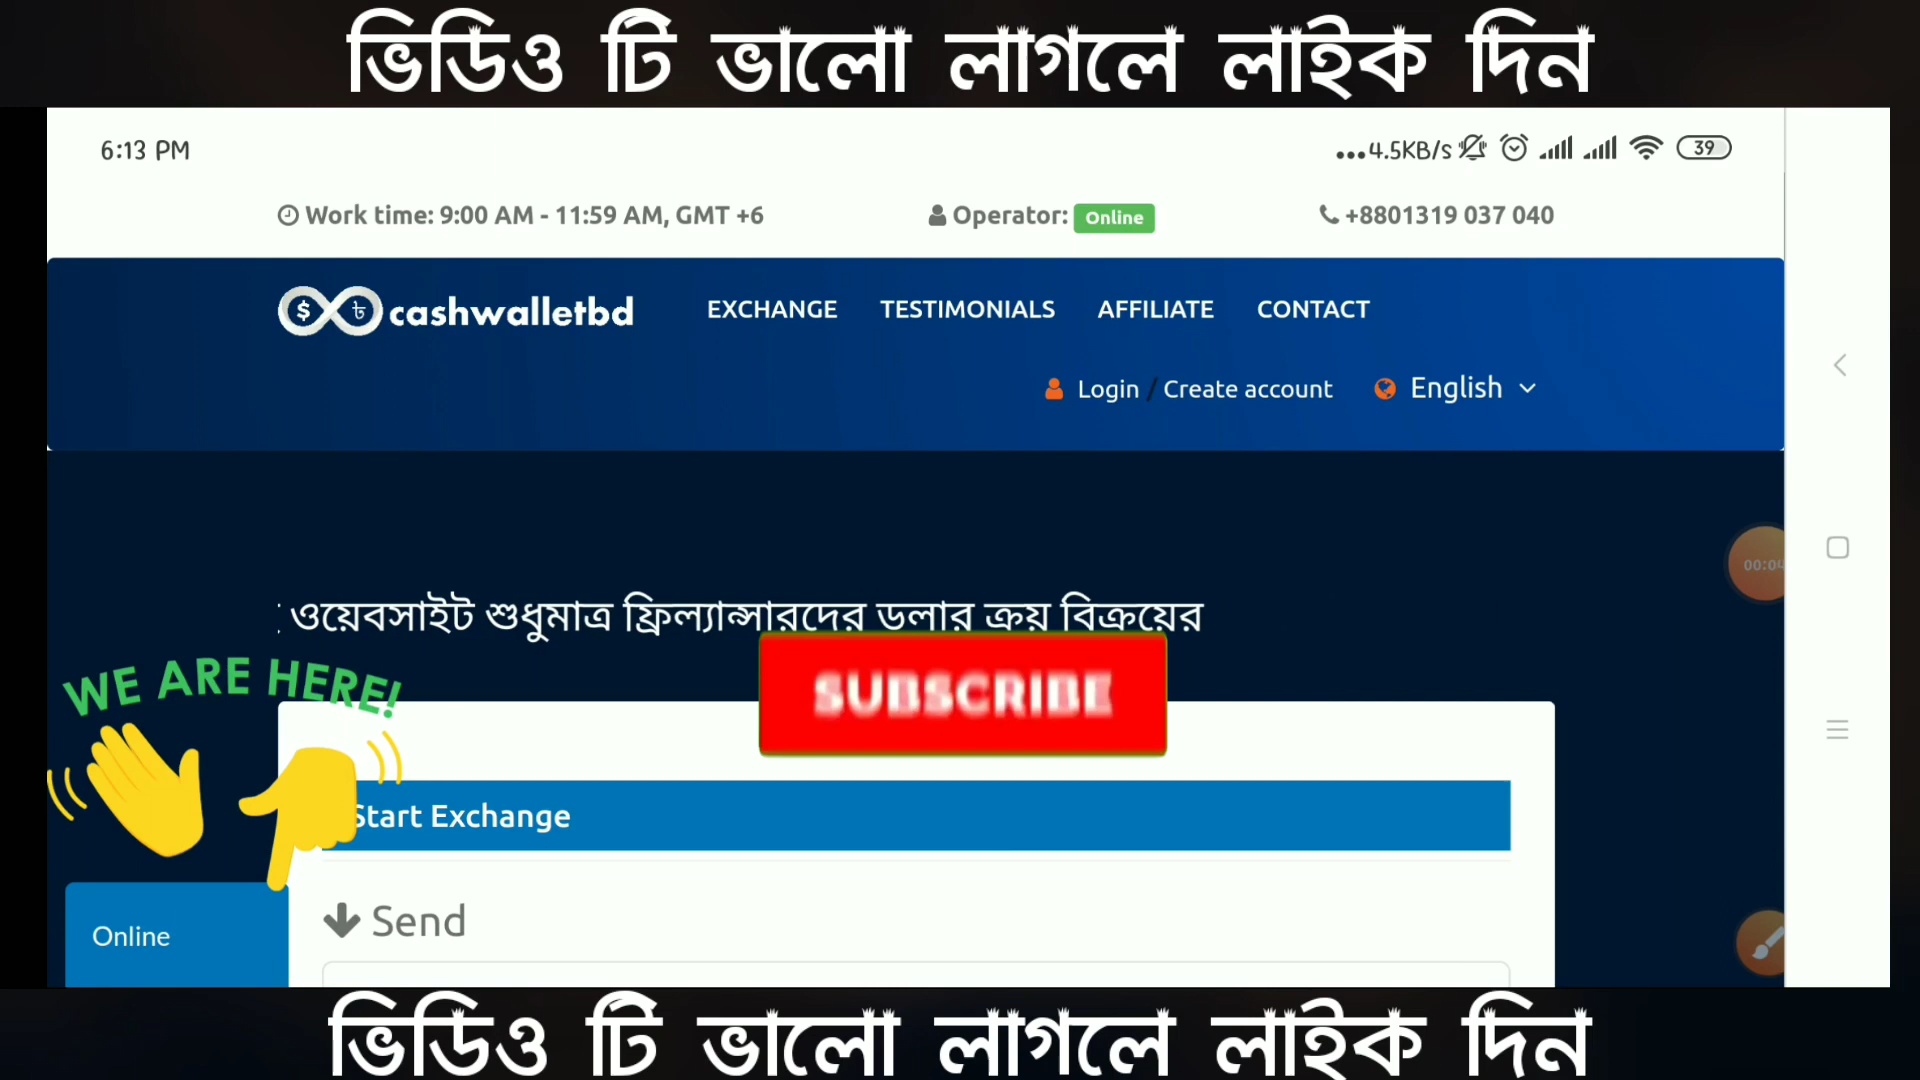 ভিডিও টি ভালো লাগলে লাইক দিন
6:13 PM
...4.5KB/s 39
Work time: 9:00 AM - 11:59 AM, GMT +6
Operator: Online
+8801319 037 040
$ ৳ cashwalletbd
EXCHANGE TESTIMONIALS AFFILIATE CONTACT
Login / Create account English
ওয়েবসাইট শুধুমাত্র ফ্রিল্যান্সারদের ডলার ক্রয় বিক্রয়ের
WE ARE HERE!
SUBSCRIBE
Start Exchange
Send
Online
ভিডিও টি ভালো লাগলে লাইক দিন